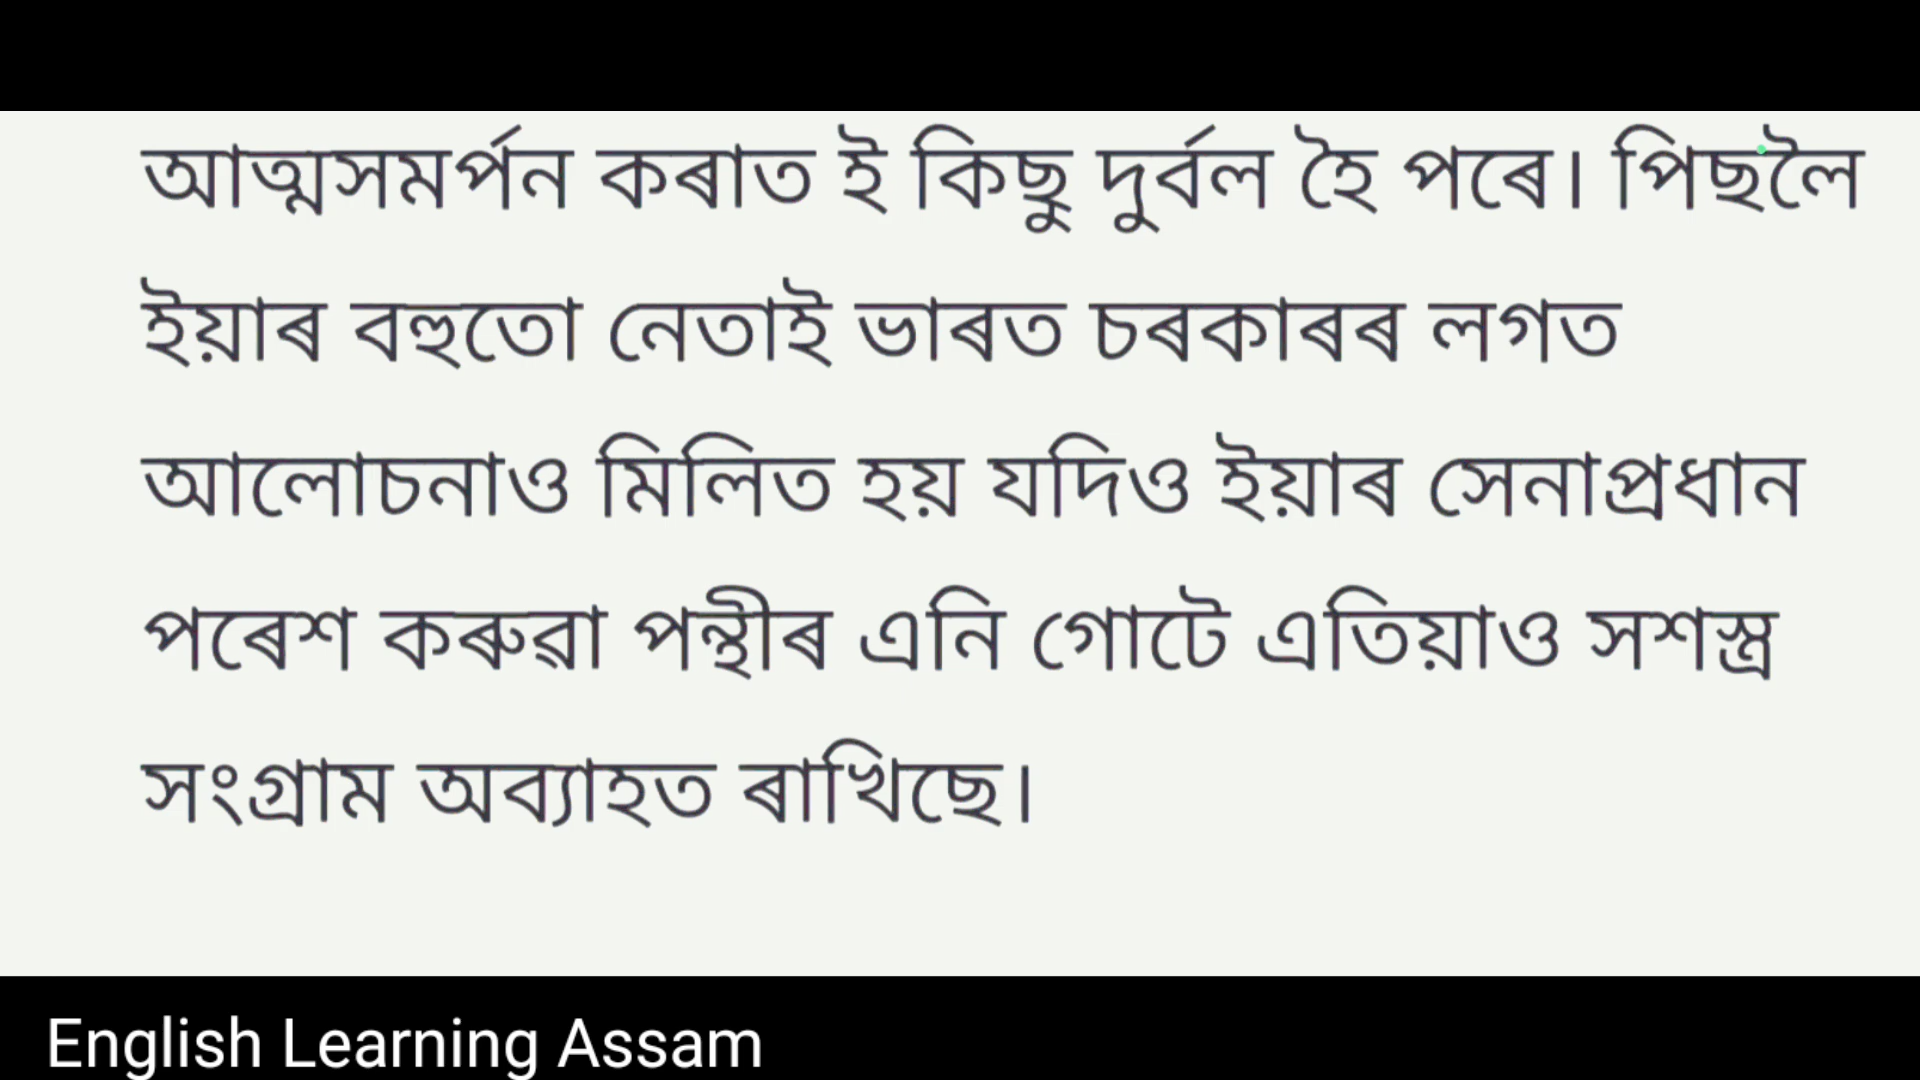 আত্মসমৰ্পন কৰাত ই কিছু দুৰ্বল হৈ পৰে। পিছলৈ
ইয়াৰ বহুতো নেতাই ভাৰত চৰকাৰৰ লগত
আলোচনাও মিলিত হয় যদিও ইয়াৰ সেনাপ্ৰধান
পৰেশ কৰুৱা পন্থীৰ এনি গোটে এতিয়াও সশস্ত্ৰ
সংগ্ৰাম অব্যাহত ৰাখিছে।
English Learning Assam